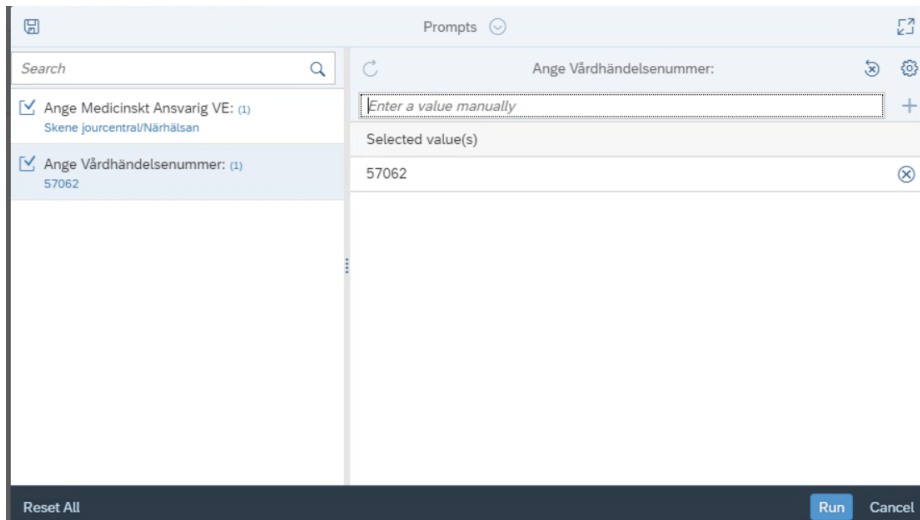 Prompts
Search
Ange Medicinskt Ansvarig VE: (1)
Skene jourcentral/Närhälsan
Ange Vårdhändelsenummer: (1)
57062
Ange Vårdhändelsenummer:
Enter a value manually
Selected value(s)
57062
Reset All
Run
Cancel